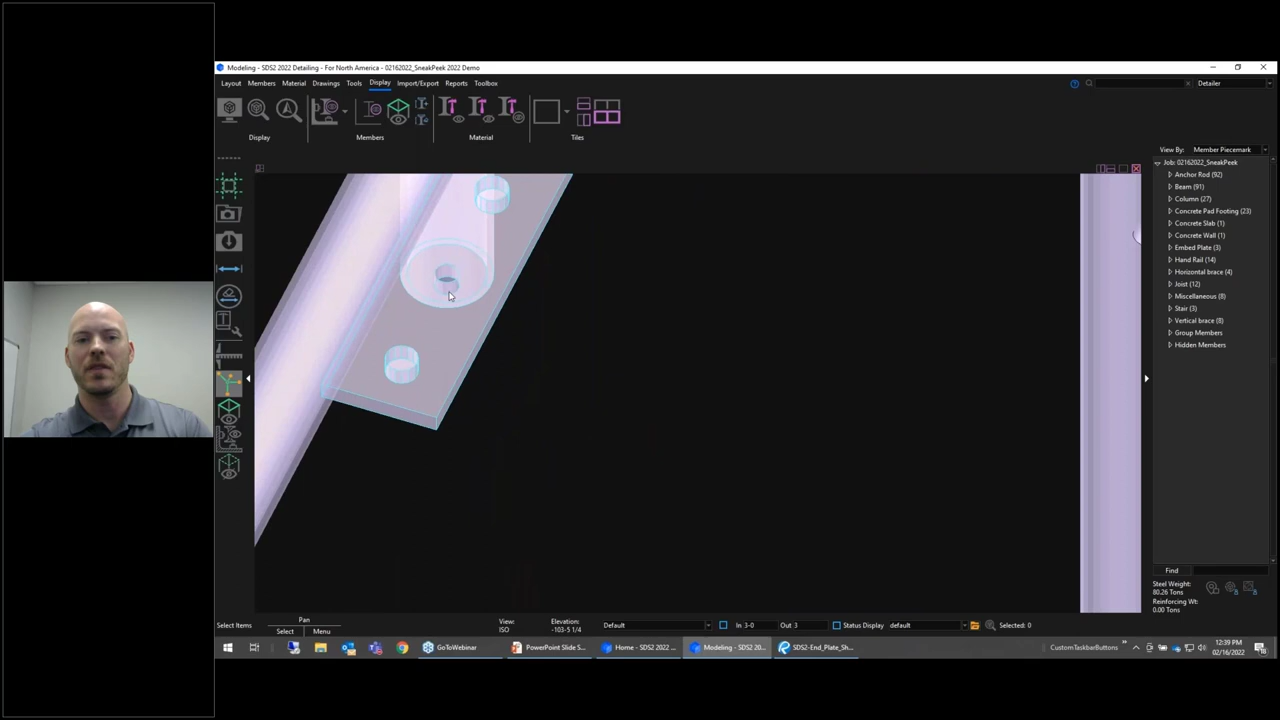 Modeling - SDS2 2022 Detailing - For North America - 02162022_SneakPeek 2022 Demo
Layout Members Material Drawings Tools Display Import/Export Reports Toolbox
Detailer
Display Members Material Tiles
View By: Member Piecemark
Job: 02162022_SneakPeek
Anchor Rod (92)
Beam (91)
Column (27)
Concrete Pad Footing (23)
Concrete Slab (1)
Concrete Wall (1)
Embed Plate (3)
Hand Rail (14)
Horizontal brace (4)
Joist (12)
Miscellaneous (8)
Stair (3)
Vertical brace (8)
Group Members
Hidden Members
Find
Steel Weight:
80.26 Tons
Reinforcing Wt:
0.00 Tons
Select Items
Pan
Select Menu
View:
ISO
Elevation:
-103-5 1/4
Default
In 3-0 Out 3
Status Display default
Selected: 0
GoToWebinar
PowerPoint Slide S...
Home - SDS2 2022 ...
Modeling - SDS2 20...
SDS2-End_Plate_Sh...
CustomTaskbarButtons
12:39 PM
02/16/2022